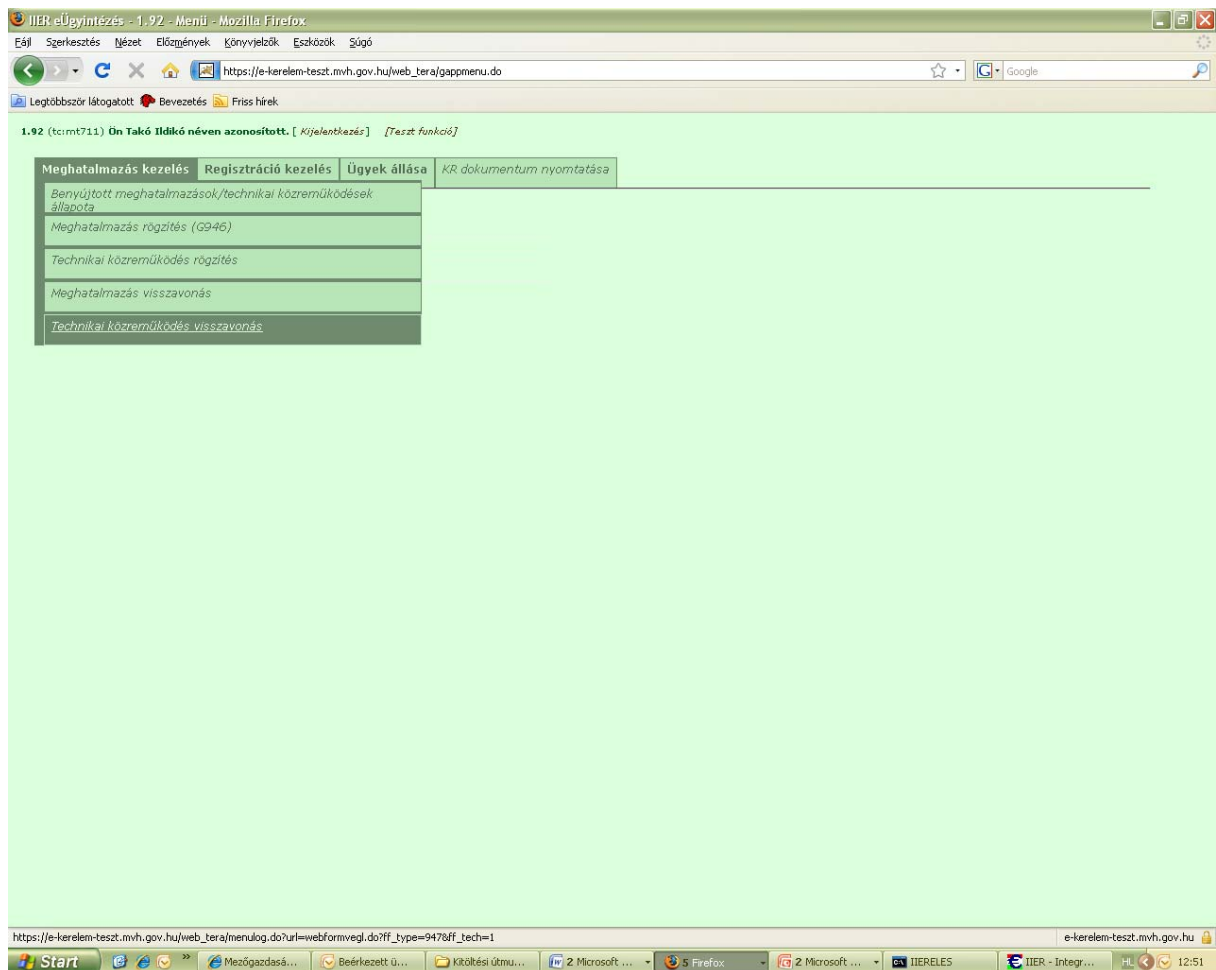 IIER eÜgyintézés - 1.92 - Menü - Mozilla Firefox
Fájl Szerkesztés Nézet Előzmények Könyvjelzők Eszközök Súgó
https://e-kerelem-teszt.mvh.gov.hu/web_tera/gappmenu.do
Google
Legtöbbször látogatott Bevezetés Friss hírek
1.92 (tc:mt711) Ön Takó Ildikó néven azonosított. [ Kijelentkezés] [Teszt funkció]
Meghatalmazás kezelés Regisztráció kezelés Ügyek állása KR dokumentum nyomtatása
Benyújtott meghatalmazások/technikai közreműködések
állapota
Meghatalmazás rögzítés (G946)
Technikai közreműködés rögzítés
Meghatalmazás visszavonás
Technikai közreműködés visszavonás
https://e-kerelem-teszt.mvh.gov.hu/web_tera/menulog.do?url=webformvegl.do?ff_type=947&ff_tech=1 e-kerelem-teszt.mvh.gov.hu
Start » Mezőgazdasá... Beérkezett ü... Kitöltési útmu... 2 Microsoft ... 5 Firefox 2 Microsoft ... IIERELES IIER - Integr... HL 12:51